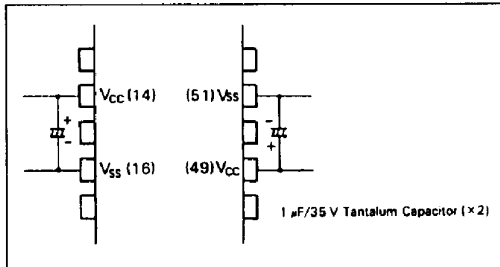 VCC (14) (51) VSS
+ -
- +
VSS (16) (49) VCC
1 μF/35 V Tantalum Capacitor (×2)